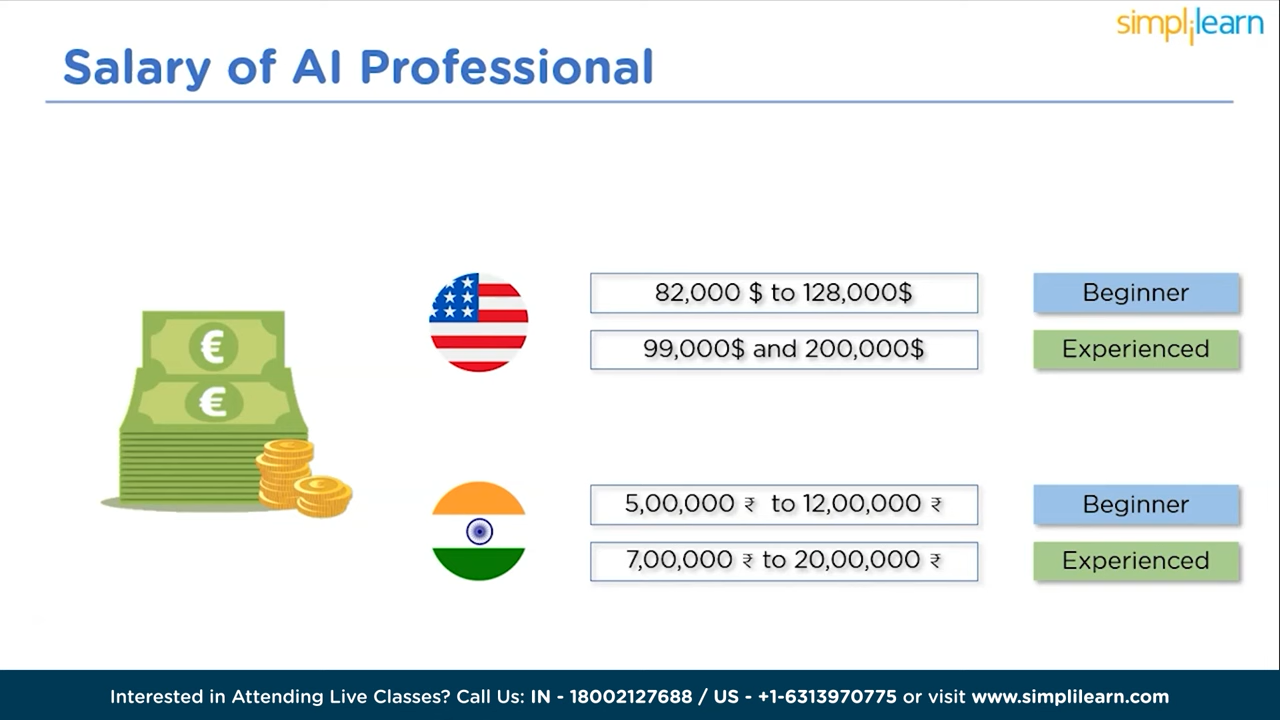 simplilearn
Salary of AI Professional
82,000 $ to 128,000$
Beginner
99,000$ and 200,000$
Experienced
€
€
5,00,000 ₹ to 12,00,000 ₹
Beginner
7,00,000 ₹ to 20,00,000 ₹
Experienced
Interested in Attending Live Classes? Call Us: IN - 18002127688 / US - +1-6313970775 or visit www.simplilearn.com